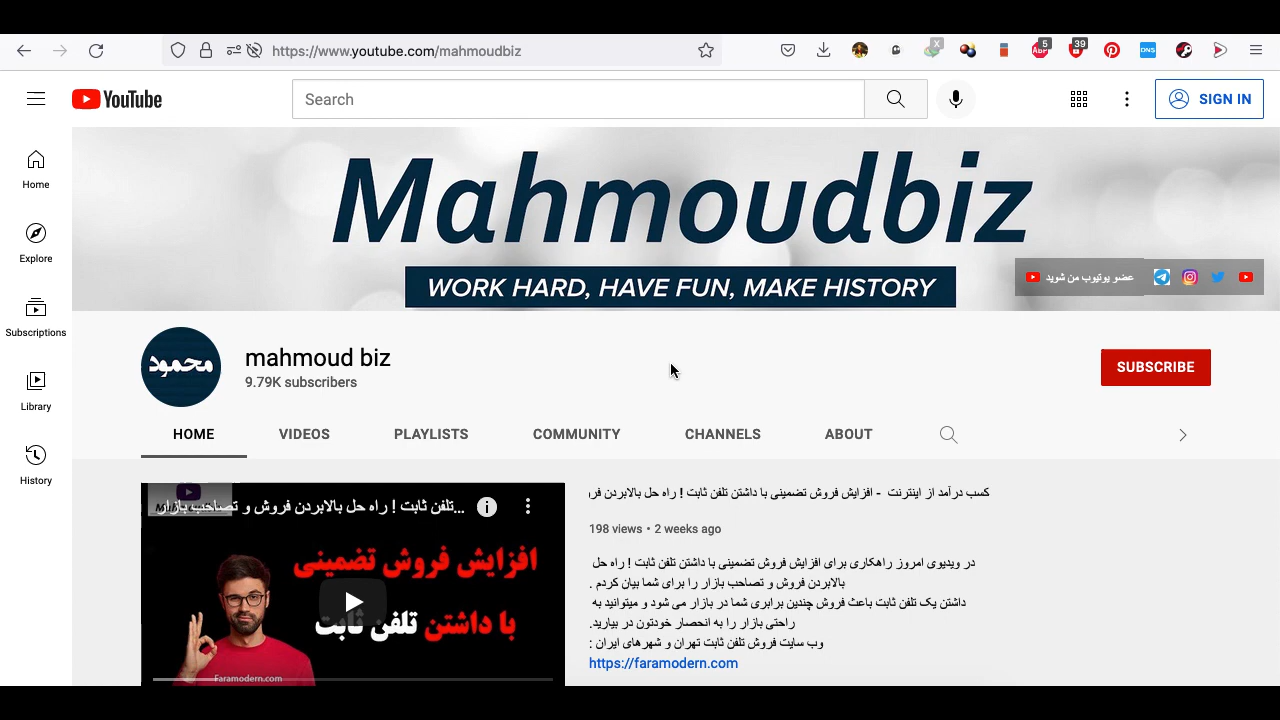 https://www.youtube.com/mahmoudbiz
X
5
ABP
39
DNS
YouTube
Search
SIGN IN
Home
Explore
Subscriptions
Library
History
Mahmoudbiz
WORK HARD, HAVE FUN, MAKE HISTORY
عضو یوتیوب من شوید
محمود
mahmoud biz
9.79K subscribers
SUBSCRIBE
HOME
VIDEOS
PLAYLISTS
COMMUNITY
CHANNELS
ABOUT
تلفن ثابت ! راه حل بالابردن فروش و تصاحب بازار...
افزایش فروش تضمینی
با داشتن تلفن ثابت
Faramodern.com
کسب درآمد از اینترنت - افزایش فروش تضمینی با داشتن تلفن ثابت ! راه حل بالابردن فر
198 views • 2 weeks ago
در ویدیوی امروز راهکاری برای افزایش فروش تضمینی با داشتن تلفن ثابت ! راه حل
بالابردن فروش و تصاحب بازار را برای شما بیان کردم .
داشتن یک تلفن ثابت باعث فروش چندین برابری شما در بازار می شود و میتوانید به
راحتی بازار را به انحصار خودتون در بیارید.
وب سایت فروش تلفن ثابت تهران و شهرهای ایران :
https://faramodern.com